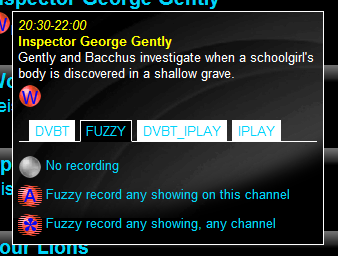 Inspector George Gently
20:30-22:00
Inspector George Gently
Gently and Bacchus investigate when a schoolgirl's
body is discovered in a shallow grave.
W
DVBT FUZZY DVBT_IPLAY IPLAY
No recording
A Fuzzy record any showing on this channel
* Fuzzy record any showing, any channel
our Lions